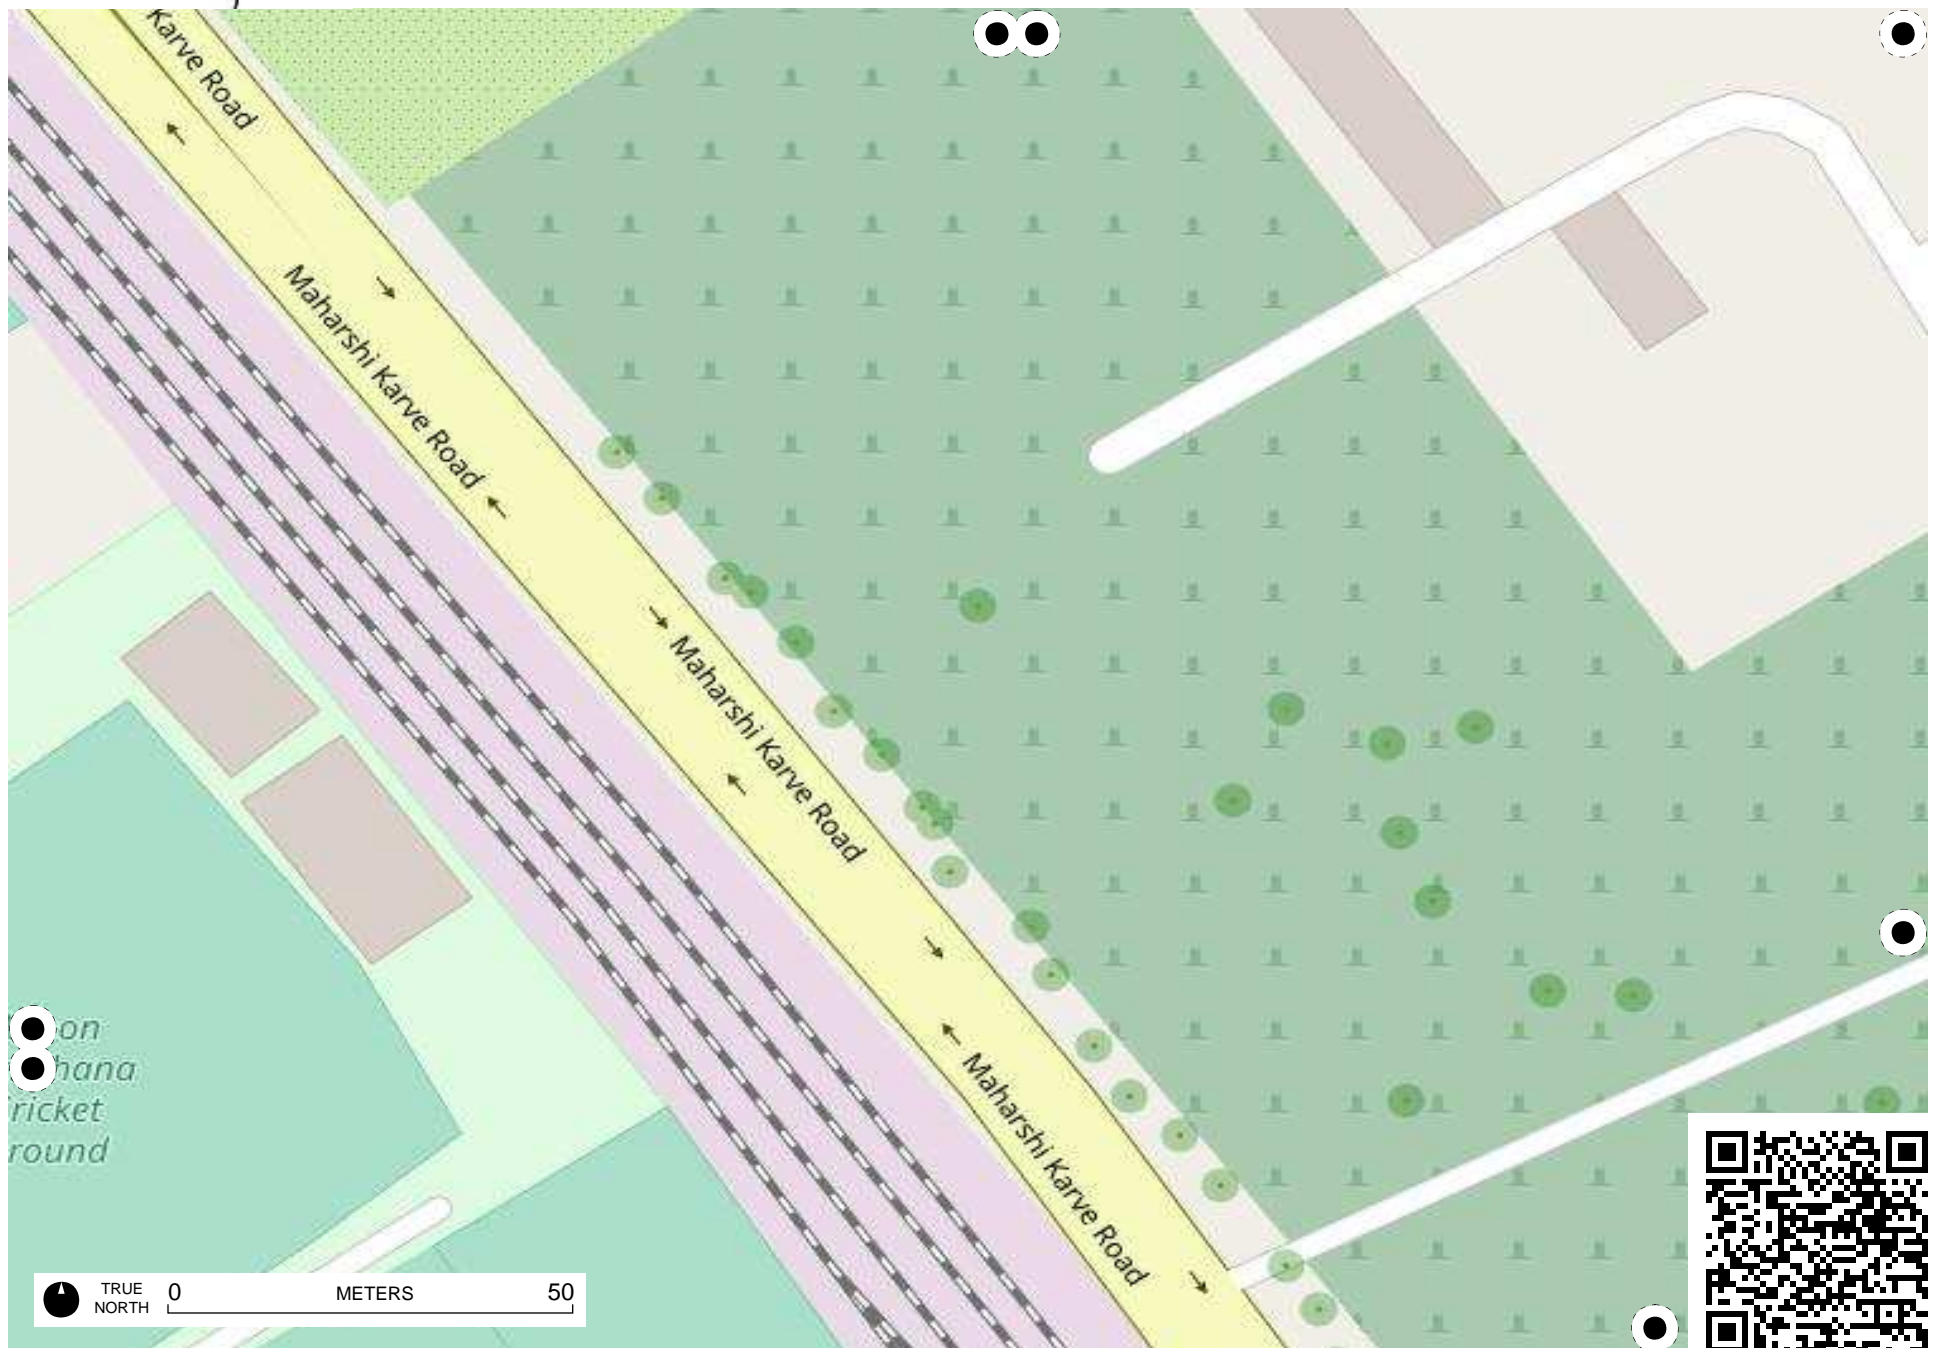 Karve Road
Maharshi Karve Road
Maharshi Karve Road
Maharshi Karve Road
on
hana
ricket
round
TRUE
NORTH
0
METERS
50